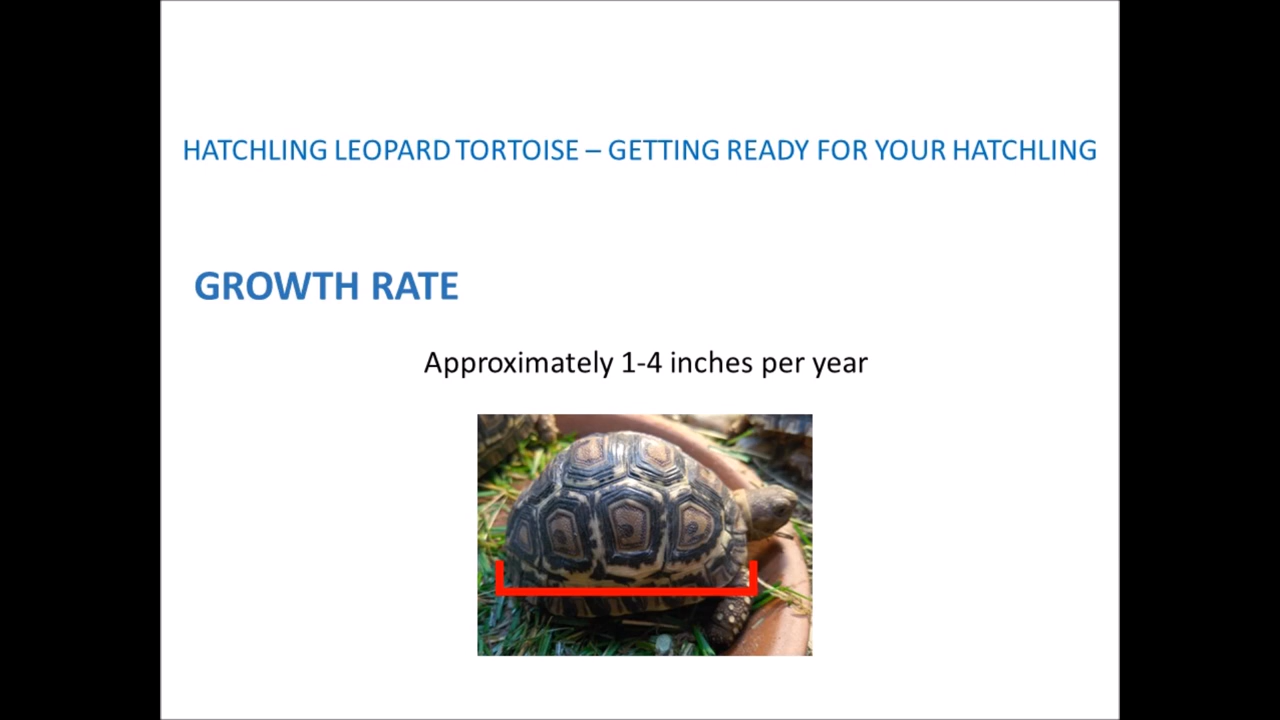 HATCHLING LEOPARD TORTOISE – GETTING READY FOR YOUR HATCHLING
GROWTH RATE
Approximately 1-4 inches per year